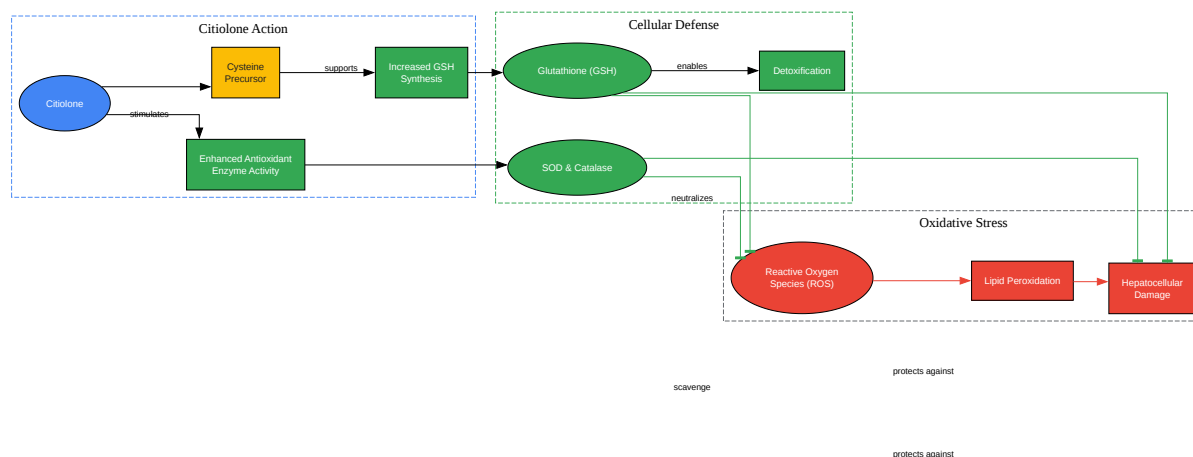 Citiolone Action
Cellular Defense
Cysteine
Precursor
supports
Increased GSH
Synthesis
Glutathione (GSH)
enables
Detoxification
Citiolone
stimulates
Enhanced Antioxidant
Enzyme Activity
SOD & Catalase
neutralizes
Oxidative Stress
Reactive Oxygen
Species (ROS)
Lipid Peroxidation
Hepatocellular
Damage
protects against
scavenge
protects against